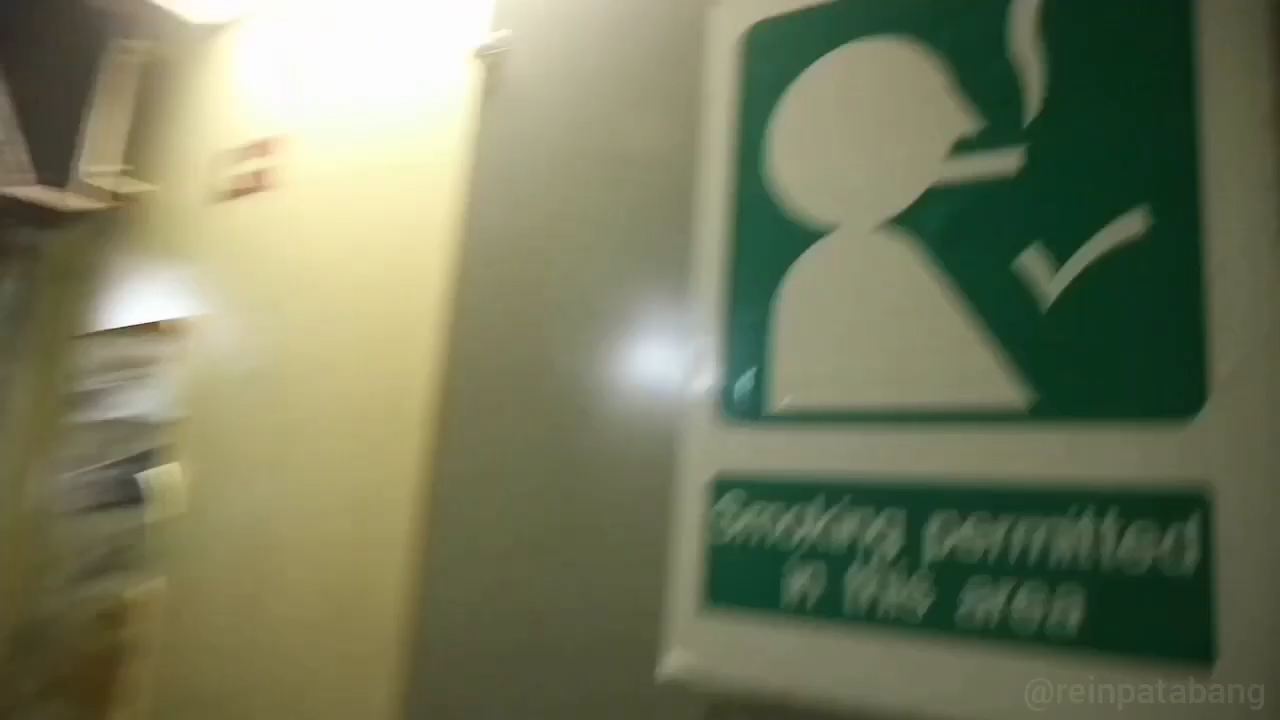 Smoking permitted
in this area
@reinpatabang